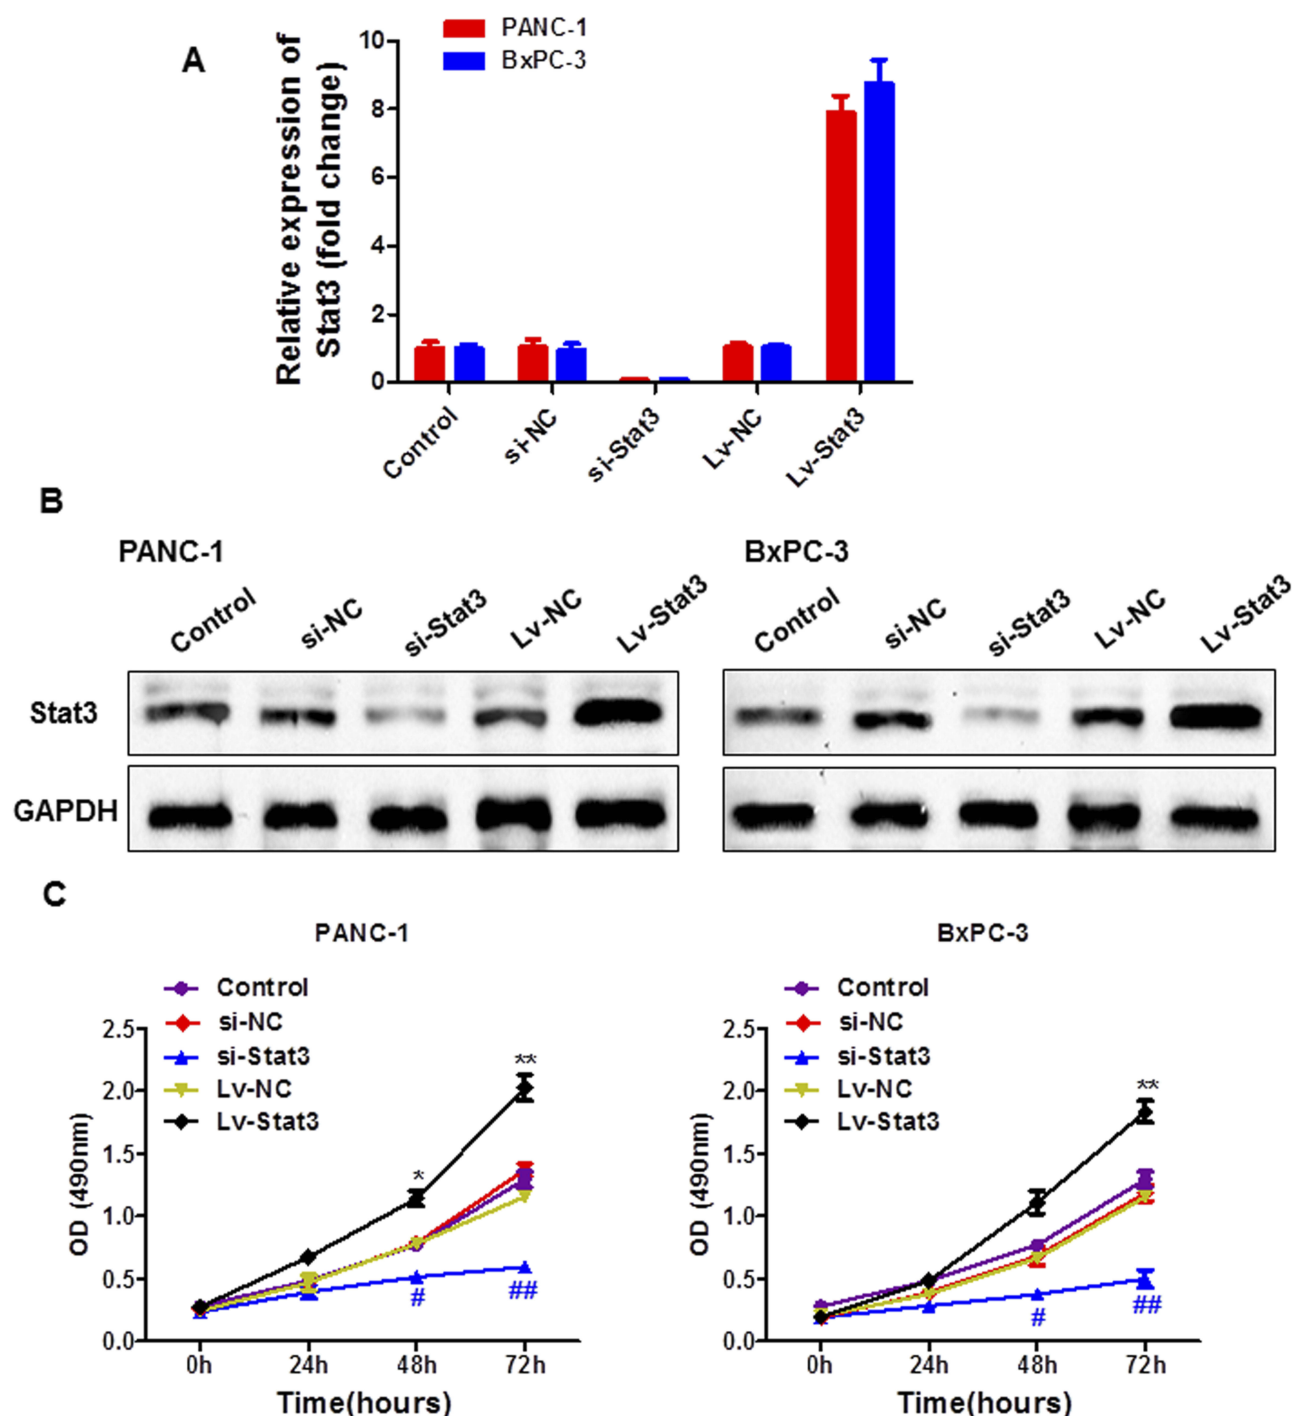 A
PANC-1
BxPC-3
Relative expression of
Stat3 (fold change)
10
8
6
4
2
0
Control
si-NC
si-Stat3
Lv-NC
Lv-Stat3
B
PANC-1
BxPC-3
Control
si-NC
si-Stat3
Lv-NC
Lv-Stat3
Control
si-NC
si-Stat3
Lv-NC
Lv-Stat3
Stat3
GAPDH
C
PANC-1
Control
si-NC
si-Stat3
Lv-NC
Lv-Stat3
OD (490nm)
2.5
2.0
1.5
1.0
0.5
0.0
*
**
#
##
0h
24h
48h
72h
Time(hours)
BxPC-3
Control
si-NC
si-Stat3
Lv-NC
Lv-Stat3
OD (490nm)
2.5
2.0
1.5
1.0
0.5
0.0
**
#
##
0h
24h
48h
72h
Time(hours)